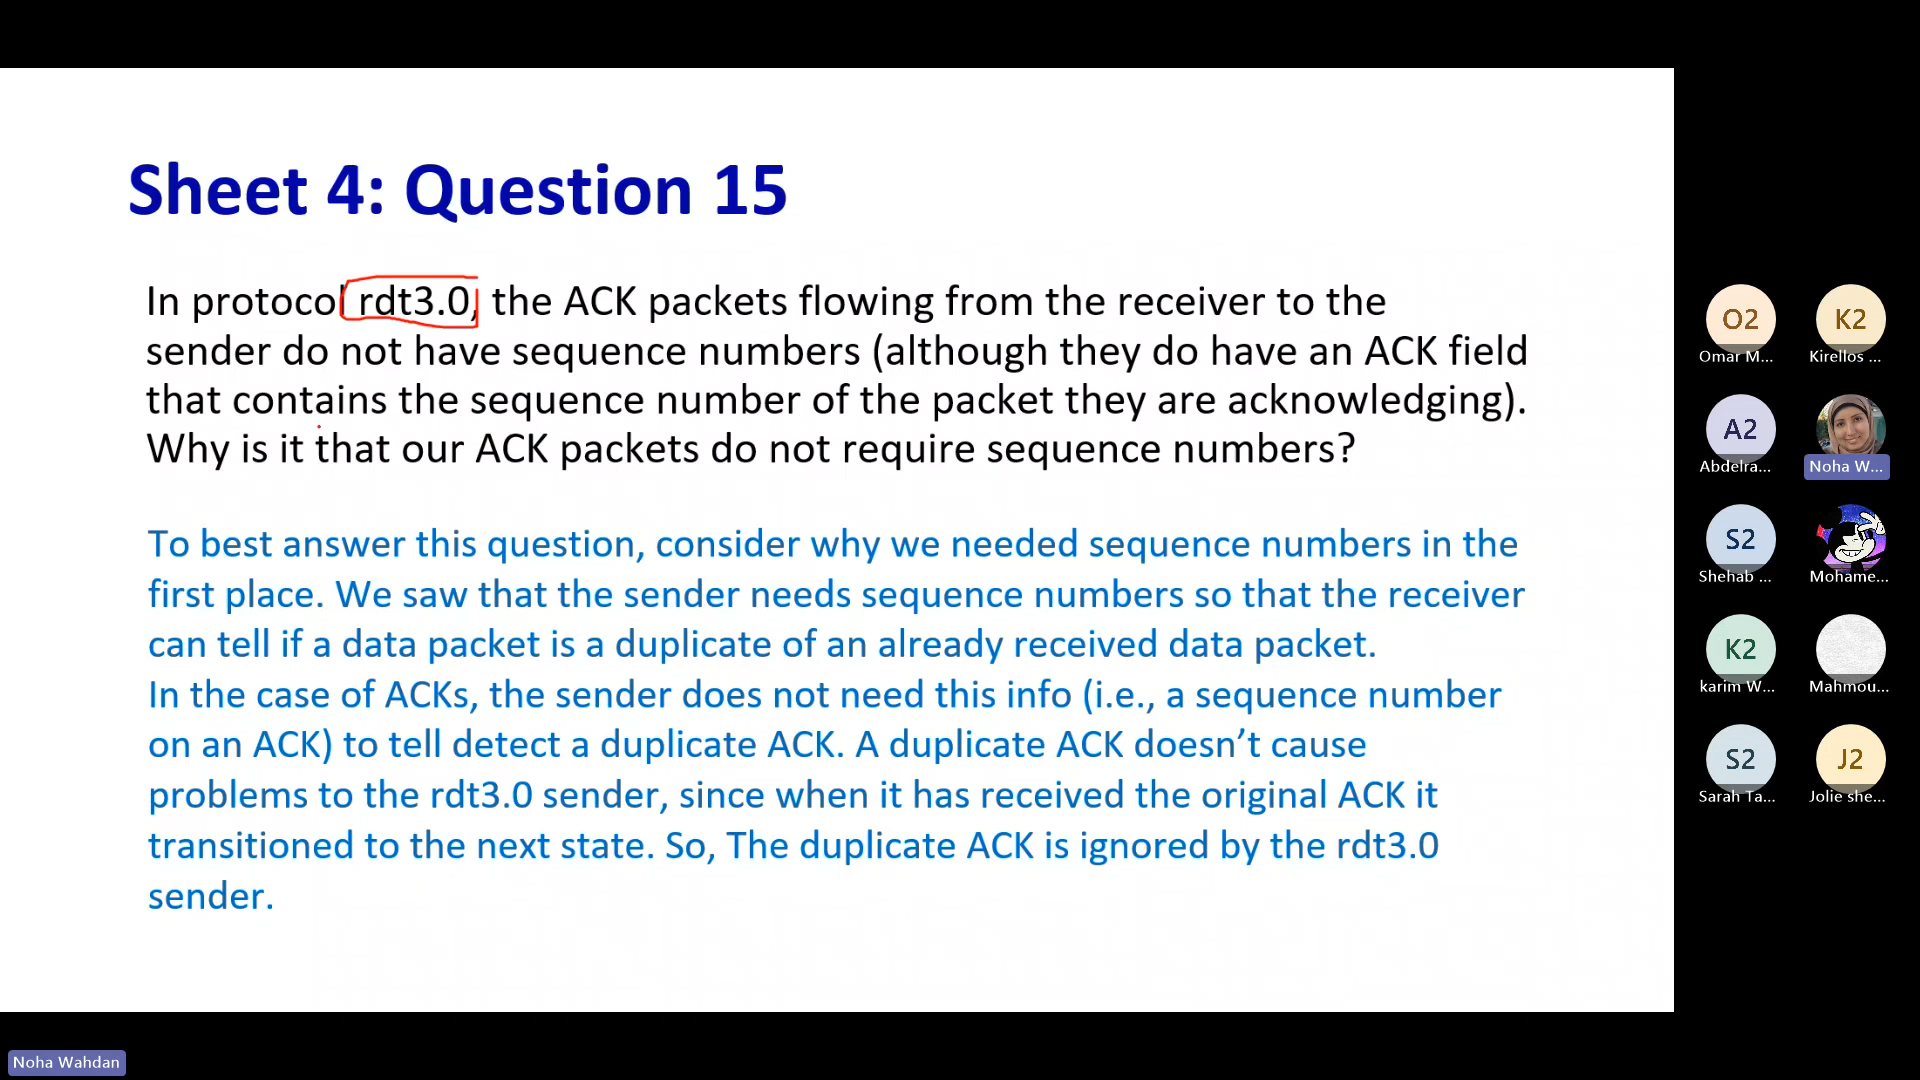 Sheet 4: Question 15
In protocol rdt3.0, the ACK packets flowing from the receiver to the
sender do not have sequence numbers (although they do have an ACK field
that contains the sequence number of the packet they are acknowledging).
Why is it that our ACK packets do not require sequence numbers?
To best answer this question, consider why we needed sequence numbers in the
first place. We saw that the sender needs sequence numbers so that the receiver
can tell if a data packet is a duplicate of an already received data packet.
In the case of ACKs, the sender does not need this info (i.e., a sequence number
on an ACK) to tell detect a duplicate ACK. A duplicate ACK doesn’t cause
problems to the rdt3.0 sender, since when it has received the original ACK it
transitioned to the next state. So, The duplicate ACK is ignored by the rdt3.0
sender.
O2 K2
Omar M... Kirellos ...
A2
Abdelra... Noha W...
S2
Shehab ... Mohame...
K2
karim W... Mahmou...
S2 J2
Sarah Ta... Jolie she...
Noha Wahdan